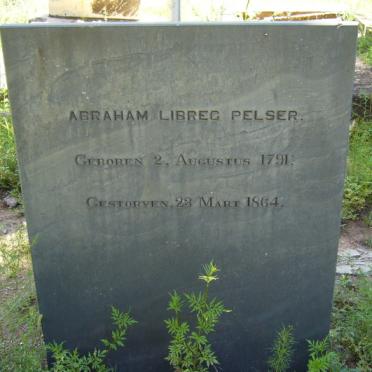 ABRAHAM LIBREG PELSER.
GEBOREN 2, AUGUSTUS 1791.
GESTORVEN, 23 MART 1864.